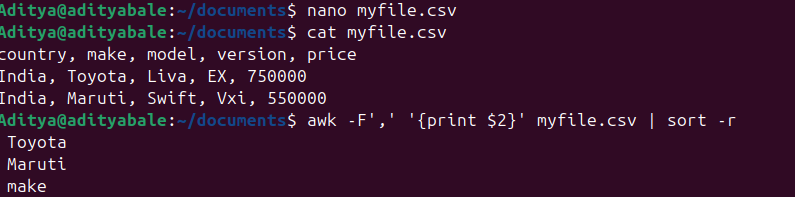 Aditya@adityabale:~/documents$ nano myfile.csv
Aditya@adityabale:~/documents$ cat myfile.csv
country, make, model, version, price
India, Toyota, Liva, EX, 750000
India, Maruti, Swift, Vxi, 550000
Aditya@adityabale:~/documents$ awk -F',' '{print $2}' myfile.csv | sort -r
 Toyota
 Maruti
 make